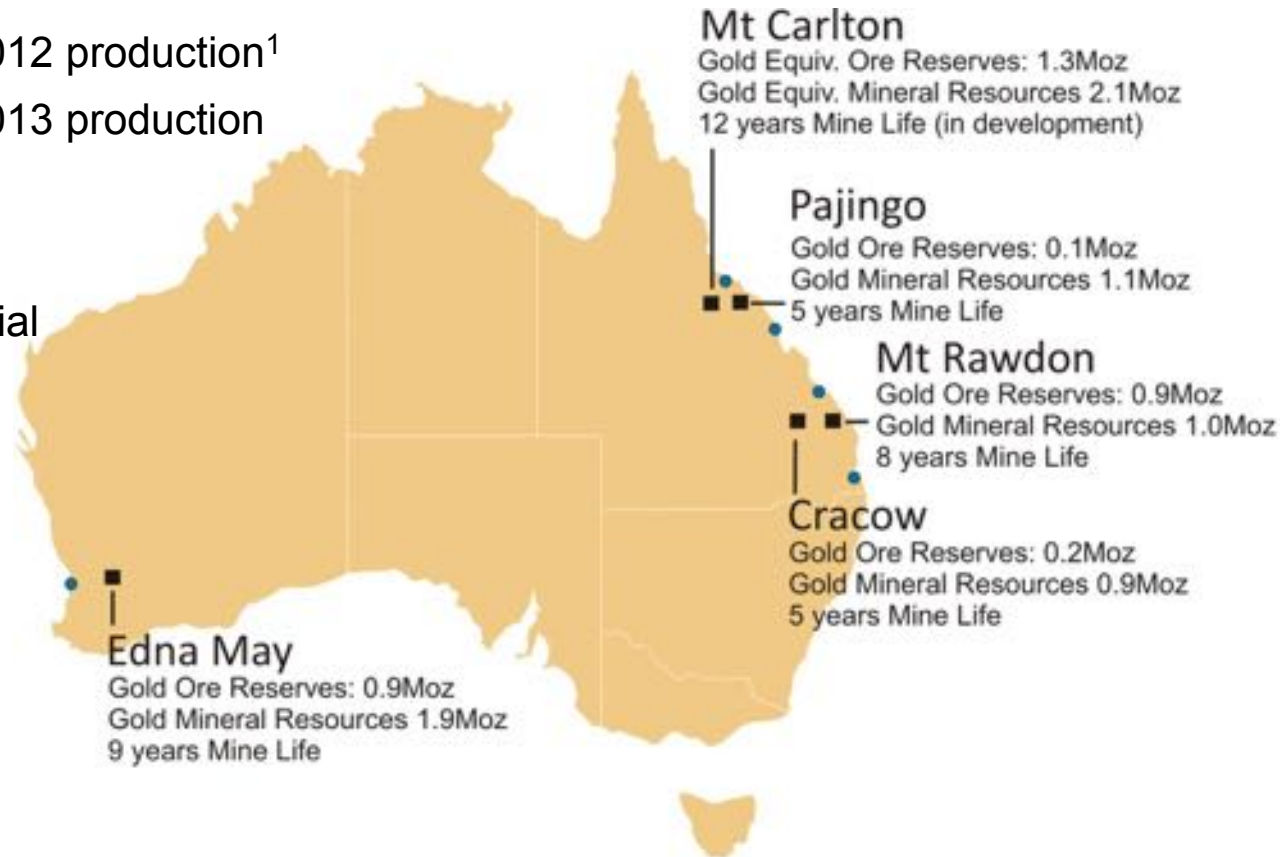 012 production¹
013 production
ial
Mt Carlton
Gold Equiv. Ore Reserves: 1.3Moz
Gold Equiv. Mineral Resources 2.1Moz
12 years Mine Life (in development)
Pajingo
Gold Ore Reserves: 0.1Moz
Gold Mineral Resources 1.1Moz
5 years Mine Life
Mt Rawdon
Gold Ore Reserves: 0.9Moz
Gold Mineral Resources 1.0Moz
8 years Mine Life
Cracow
Gold Ore Reserves: 0.2Moz
Gold Mineral Resources 0.9Moz
5 years Mine Life
Edna May
Gold Ore Reserves: 0.9Moz
Gold Mineral Resources 1.9Moz
9 years Mine Life